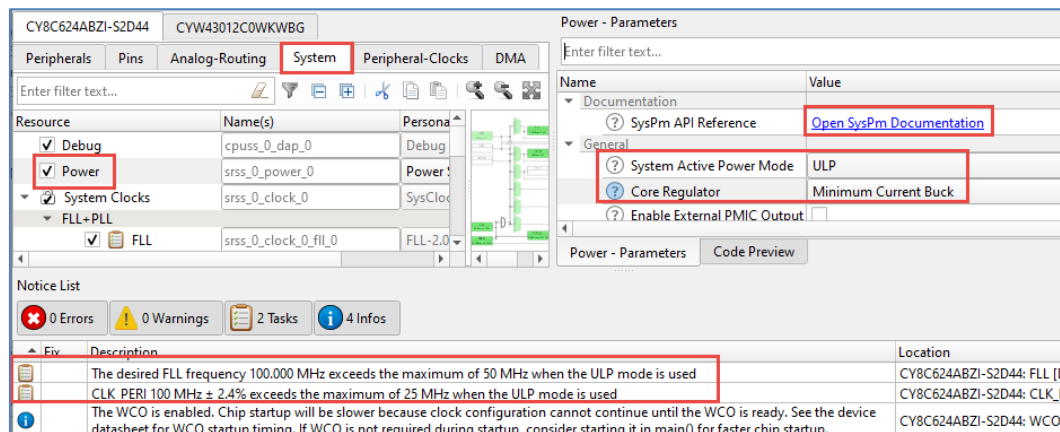 CY8C624ABZI-S2D44 CYW43012C0WKWBG
Peripherals Pins Analog-Routing System Peripheral-Clocks DMA
Enter filter text...
Resource Name(s) Persona
Debug cpuss_0_dap_0 Debug
Power srss_0_power_0 Power
System Clocks srss_0_clock_0 SysCloc
FLL+PLL
FLL srss_0_clock_0_fll_0 FLL-2.0
Power - Parameters
Enter filter text...
Name Value
Documentation
? SysPm API Reference Open SysPm Documentation
General
? System Active Power Mode ULP
? Core Regulator Minimum Current Buck
? Enable External PMIC Output
Power - Parameters Code Preview
Notice List
0 Errors 0 Warnings 2 Tasks 4 Infos
Fix Description Location
The desired FLL frequency 100.000 MHz exceeds the maximum of 50 MHz when the ULP mode is used CY8C624ABZI-S2D44: FLL
CLK_PERI 100 MHz ± 2.4% exceeds the maximum of 25 MHz when the ULP mode is used CY8C624ABZI-S2D44: CLK_
The WCO is enabled. Chip startup will be slower because clock configuration cannot continue until the WCO is ready. See the device CY8C624ABZI-S2D44: WCO
datasheet for WCO startup timing. If WCO is not required during startup, consider starting it in main() for faster chip startup.